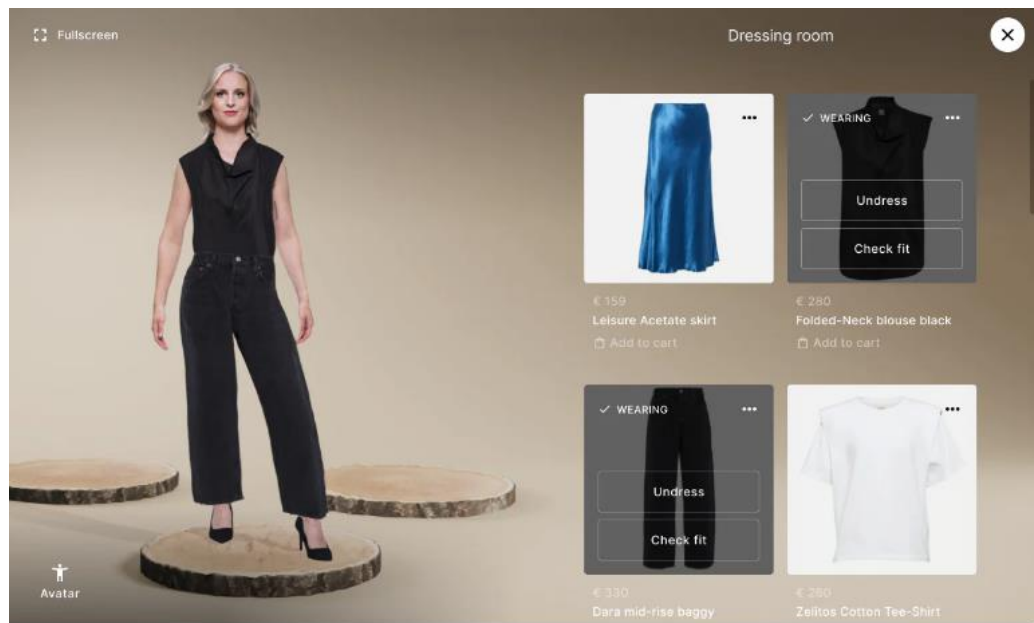 Fullscreen
Dressing room
WEARING
Undress
Check fit
€ 159
Leisure Acetate skirt
Add to cart
€ 280
Folded-Neck blouse black
Add to cart
WEARING
Undress
Check fit
Avatar
€ 330
Dara mid-rise baggy
€ 280
Zelitos Cotton Tee-Shirt